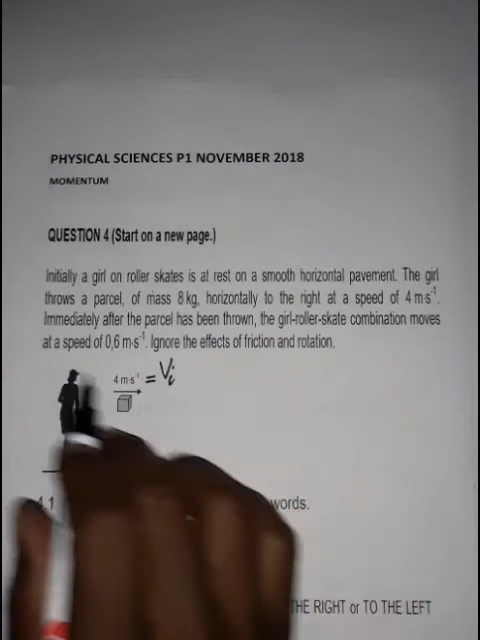 PHYSICAL SCIENCES P1 NOVEMBER 2018
MOMENTUM
QUESTION 4 (Start on a new page.)
Initially a girl on roller skates is at rest on a smooth horizontal pavement. The girl
throws a parcel, of mass 8 kg, horizontally to the right at a speed of 4 m·s⁻¹.
Immediately after the parcel has been thrown, the girl-roller-skate combination moves
at a speed of 0,6 m·s⁻¹. Ignore the effects of friction and rotation.
4 m·s⁻¹ = Vi
4.1 words.
THE RIGHT or TO THE LEFT